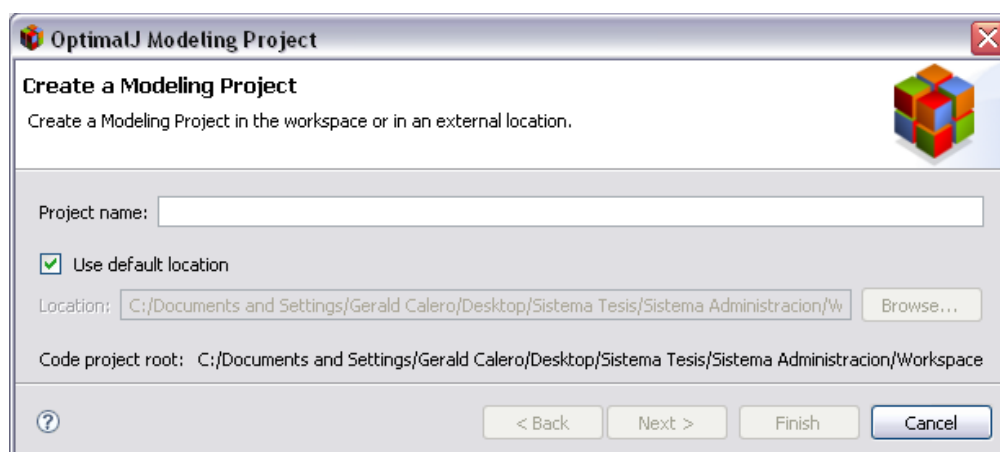 OptimalJ Modeling Project
Create a Modeling Project
Create a Modeling Project in the workspace or in an external location.
Project name:
Use default location
Location: C:/Documents and Settings/Gerald Calero/Desktop/Sistema Tesis/Sistema Administracion/W Browse...
Code project root: C:/Documents and Settings/Gerald Calero/Desktop/Sistema Tesis/Sistema Administracion/Workspace
? < Back Next > Finish Cancel